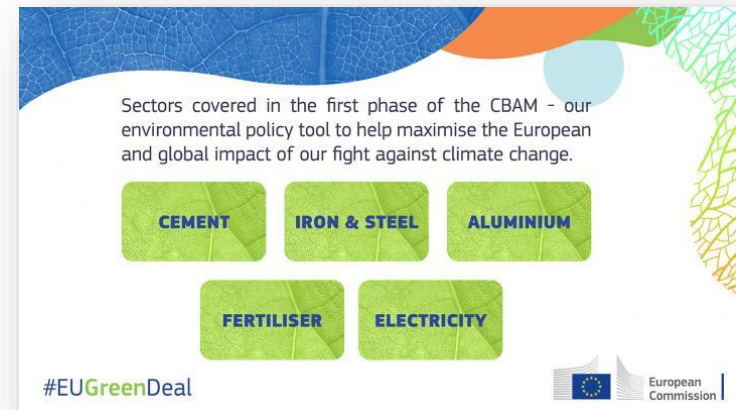 Sectors covered in the first phase of the CBAM - our
environmental policy tool to help maximise the European
and global impact of our fight against climate change.
CEMENT
IRON & STEEL
ALUMINIUM
FERTILISER
ELECTRICITY
#EUGreenDeal
European
Commission